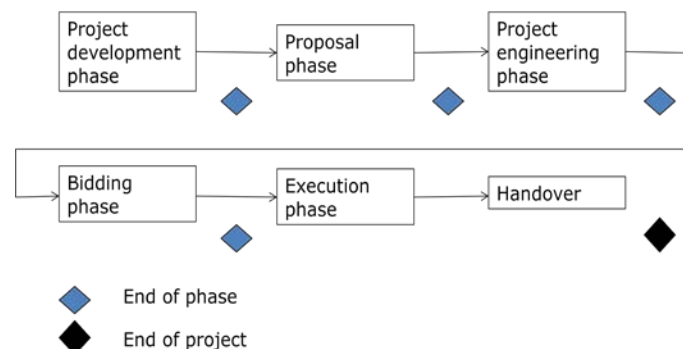 Project
development
phase
Proposal
phase
Project
engineering
phase
Bidding
phase
Execution
phase
Handover
End of phase
End of project